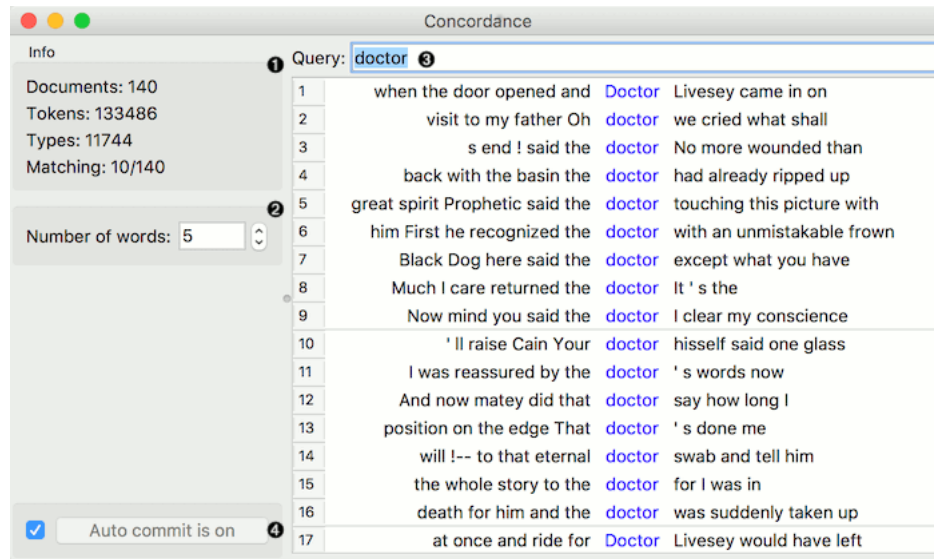 Concordance
Info
❶
Documents: 140
Tokens: 133486
Types: 11744
Matching: 10/140
❷
Number of words: 5
Auto commit is on ❹
Query: doctor ❸
1 when the door opened and Doctor Livesey came in on
2 visit to my father Oh doctor we cried what shall
3 s end ! said the doctor No more wounded than
4 back with the basin the doctor had already ripped up
5 great spirit Prophetic said the doctor touching this picture with
6 him First he recognized the doctor with an unmistakable frown
7 Black Dog here said the doctor except what you have
8 Much I care returned the doctor It ' s the
9 Now mind you said the doctor I clear my conscience
10 ' ll raise Cain Your doctor hisself said one glass
11 I was reassured by the doctor ' s words now
12 And now matey did that doctor say how long I
13 position on the edge That doctor ' s done me
14 will !-- to that eternal doctor swab and tell him
15 the whole story to the doctor for I was in
16 death for him and the doctor was suddenly taken up
17 at once and ride for Doctor Livesey would have left